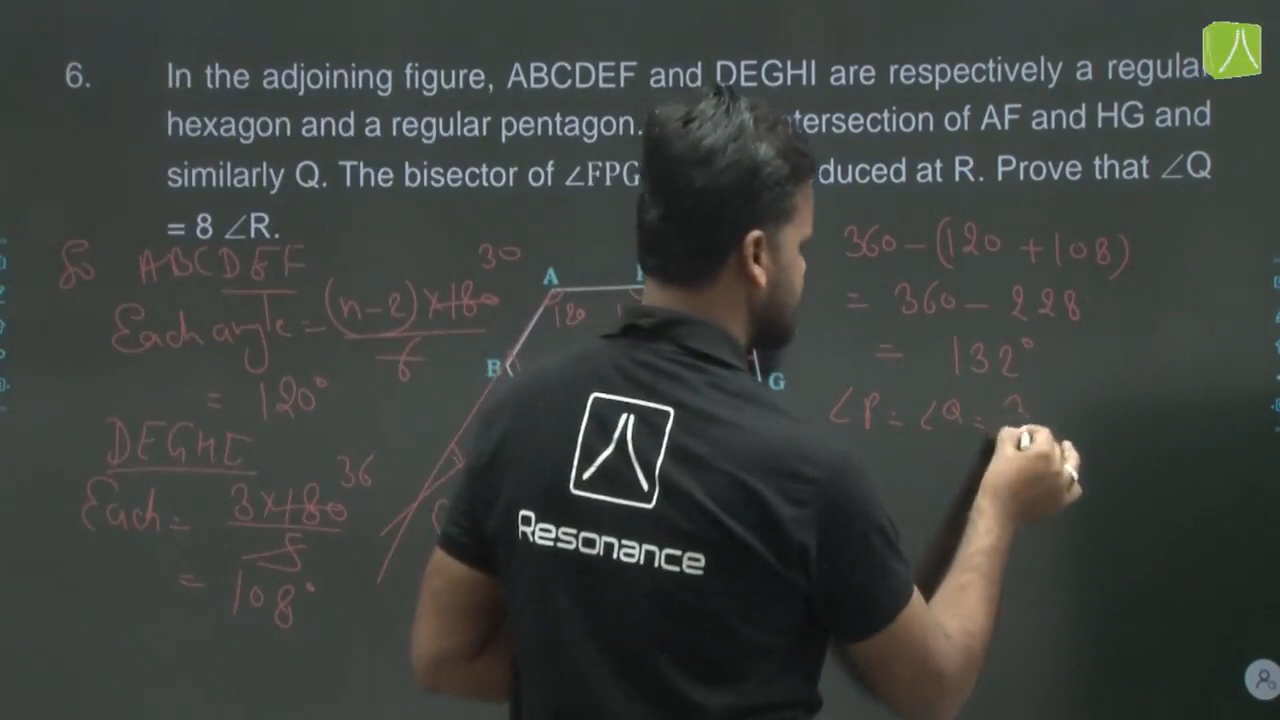 6. In the adjoining figure, ABCDEF and DEGHI are respectively a regular
hexagon and a regular pentagon. intersection of AF and HG and
similarly Q. The bisector of ∠FPG duced at R. Prove that ∠Q
= 8 ∠R.
So ABCDEF
Each angle = (n-2)×180 / 6
30
= 120°
DEGHI
Each = 3×180 / 5
36
= 108°
A
120
B
G
360 – (120 + 108)
= 360 – 228
= 132°
∠P = ∠Q =
Resonance